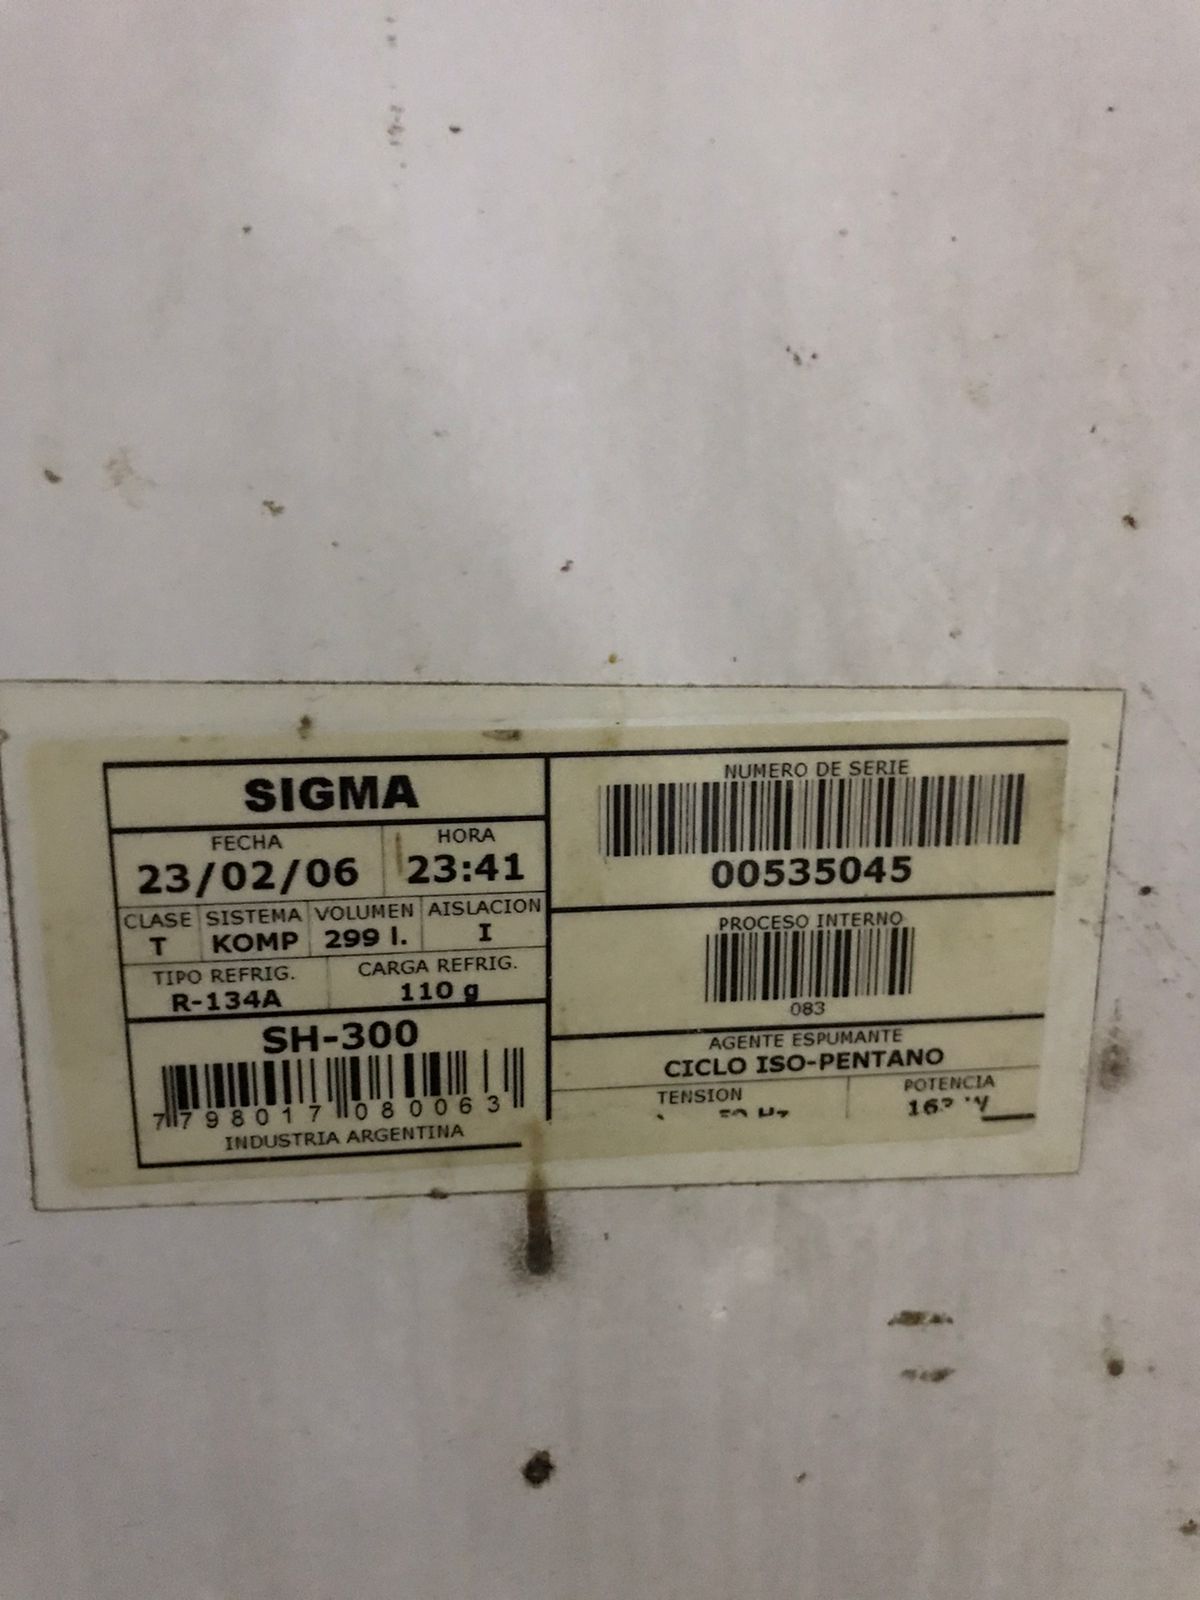 SIGMA
FECHA HORA
23/02/06 23:41
CLASE SISTEMA VOLUMEN AISLACION
T KOMP 299 l. I
TIPO REFRIG. CARGA REFRIG.
R-134A 110 g
SH-300
7798017080063
INDUSTRIA ARGENTINA
NUMERO DE SERIE
00535045
PROCESO INTERNO
083
AGENTE ESPUMANTE
CICLO ISO-PENTANO
TENSION POTENCIA
50 Hz